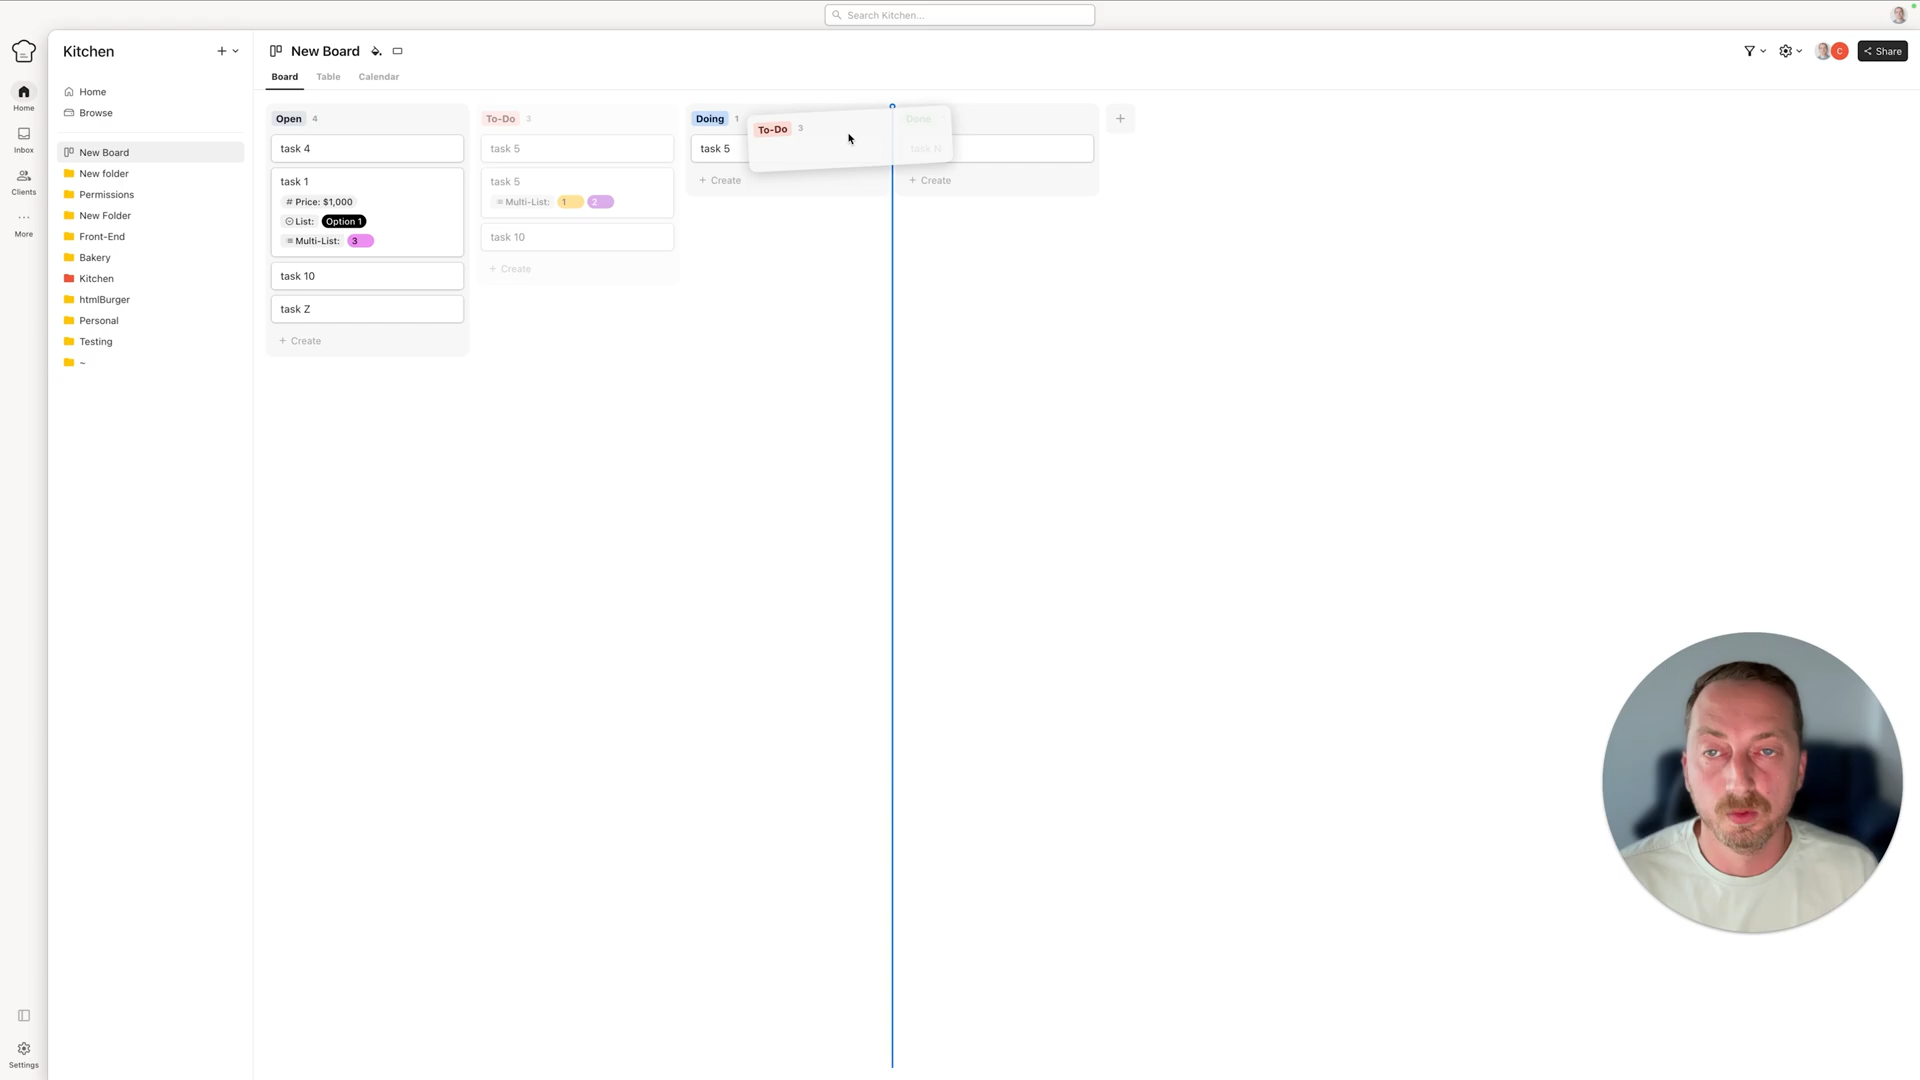 Search Kitchen...
Kitchen
Home
Inbox
Clients
More
Settings
Home
Browse
New Board
New folder
Permissions
New Folder
Front-End
Bakery
Kitchen
htmlBurger
Personal
Testing
~
New Board
Board Table Calendar
C
Share
Open 4
task 4
task 1
# Price: $1,000
List: Option 1
Multi-List: 3
task 10
task Z
+ Create
To-Do 3
task 5
task 5
Multi-List: 1 2
task 10
+ Create
Doing 1
task 5
+ Create
To-Do 3
Done
task N
+ Create